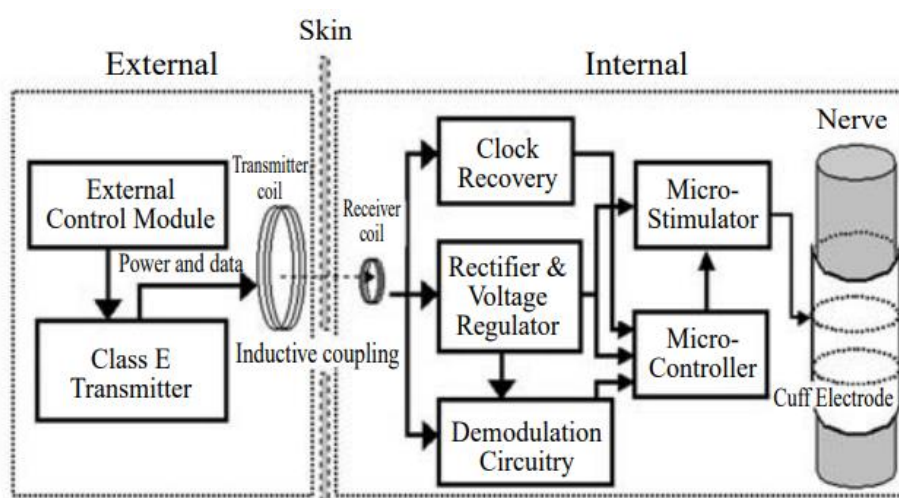 Skin
External
Internal
Nerve
External
Control Module
Power and data
Class E
Transmitter
Transmitter
coil
Inductive coupling
Receiver
coil
Clock
Recovery
Rectifier &
Voltage
Regulator
Demodulation
Circuitry
Micro-
Stimulator
Micro-
Controller
Cuff Electrode